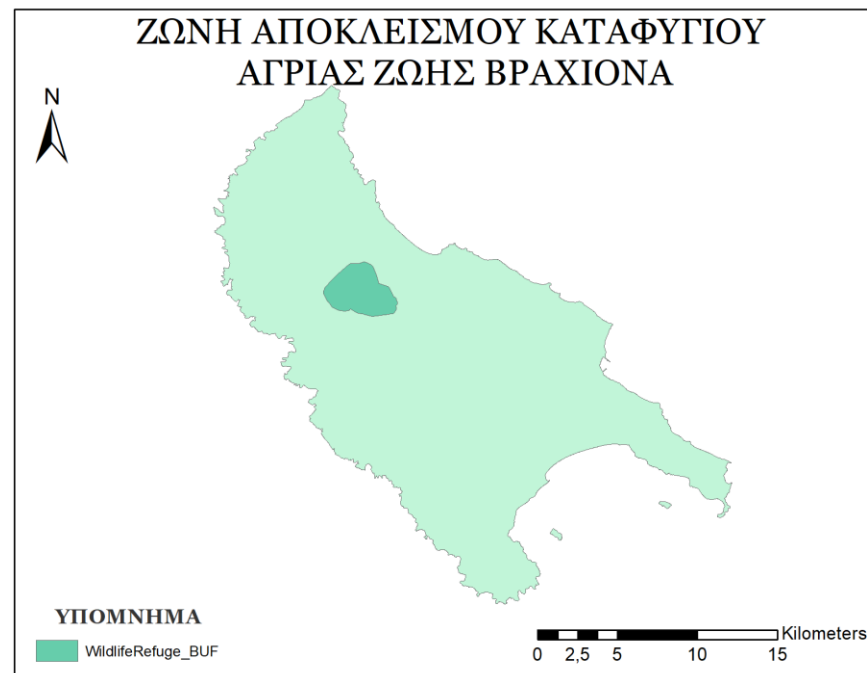 ΖΩΝΗ ΑΠΟΚΛΕΙΣΜΟΥ ΚΑΤΑΦΥΓΙΟΥ
ΑΓΡΙΑΣ ΖΩΗΣ ΒΡΑΧΙΟΝΑ
N
ΥΠΟΜΝΗΜΑ
WildlifeRefuge_BUF
Kilometers
0 2,5 5 10 15